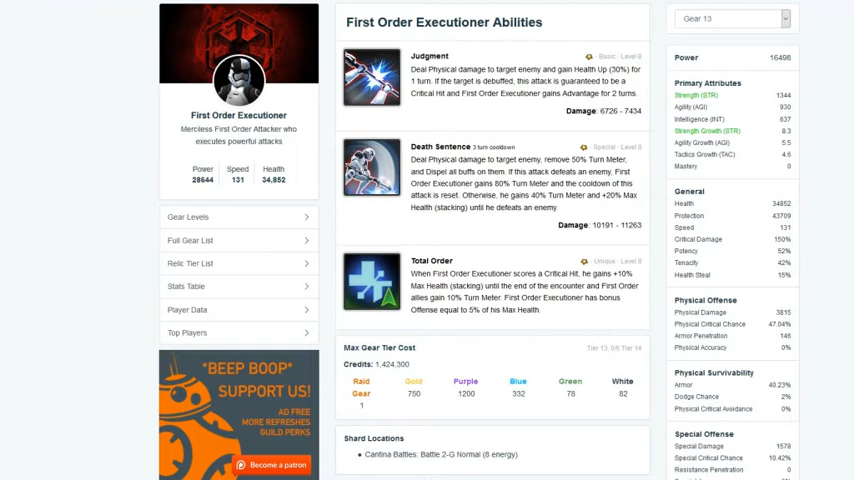 First Order Executioner
Merciless First Order Attacker who
executes powerful attacks
Power Speed Health
28644 131 34,852
Gear Levels
Full Gear List
Relic Tier List
Stats Table
Player Data
Top Players
*BEEP BOOP*
SUPPORT US!
AD FREE
MORE REFRESHES
GUILD PERKS
Become a patron
First Order Executioner Abilities
Judgment Basic · Level 8
Deal Physical damage to target enemy and gain Health Up (30%) for
1 turn. If the target is debuffed, this attack is guaranteed to be a
Critical Hit and First Order Executioner gains Advantage for 2 turns.
Damage: 6726 - 7434
Death Sentence 3 turn cooldown Special · Level 8
Deal Physical damage to target enemy, remove 50% Turn Meter,
and Dispel all buffs on them. If this attack defeats an enemy, First
Order Executioner gains 80% Turn Meter and the cooldown of this
attack is reset. Otherwise, he gains 40% Turn Meter and +20% Max
Health (stacking) until he defeats an enemy.
Damage: 10191 - 11263
Total Order Unique · Level 8
When First Order Executioner scores a Critical Hit, he gains +10%
Max Health (stacking) until the end of the encounter and First Order
allies gain 10% Turn Meter. First Order Executioner has bonus
Offense equal to 5% of his Max Health.
Max Gear Tier Cost Tier 13, 0/6 Tier 14
Credits: 1,424,300
Raid Gold Purple Blue Green White
Gear 750 1200 332 78 82
1
Shard Locations
• Cantina Battles: Battle 2-G Normal (8 energy)
Gear 13
Power 16498
Primary Attributes
Strength (STR) 1344
Agility (AGI) 930
Intelligence (INT) 637
Strength Growth (STR) 8.3
Agility Growth (AGI) 5.5
Tactics Growth (TAC) 4.6
Mastery 0
General
Health 34852
Protection 43709
Speed 131
Critical Damage 150%
Potency 52%
Tenacity 42%
Health Steal 15%
Physical Offense
Physical Damage 3815
Physical Critical Chance 47.04%
Armor Penetration 146
Physical Accuracy 0%
Physical Survivability
Armor 40.23%
Dodge Chance 2%
Physical Critical Avoidance 0%
Special Offense
Special Damage 1578
Special Critical Chance 10.42%
Resistance Penetration 0